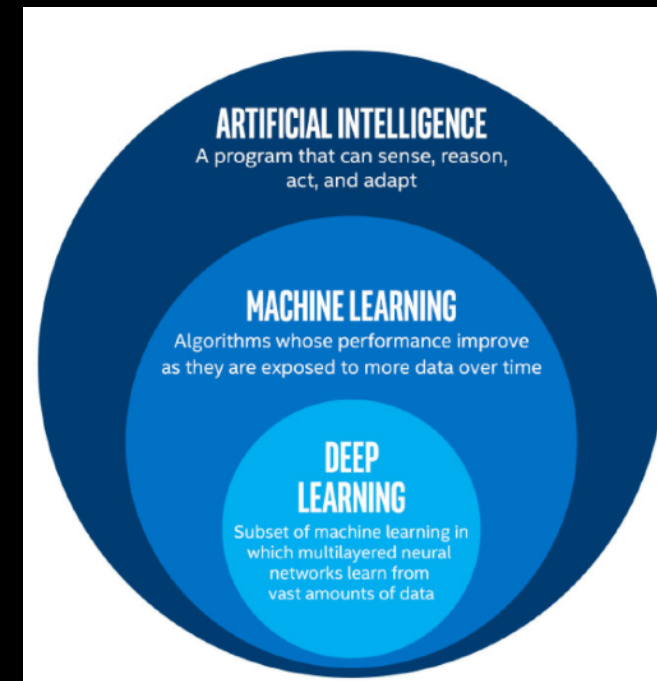 ARTIFICIAL INTELLIGENCE
A program that can sense, reason,
act, and adapt
MACHINE LEARNING
Algorithms whose performance improve
as they are exposed to more data over time
DEEP
LEARNING
Subset of machine learning in
which multilayered neural
networks learn from
vast amounts of data